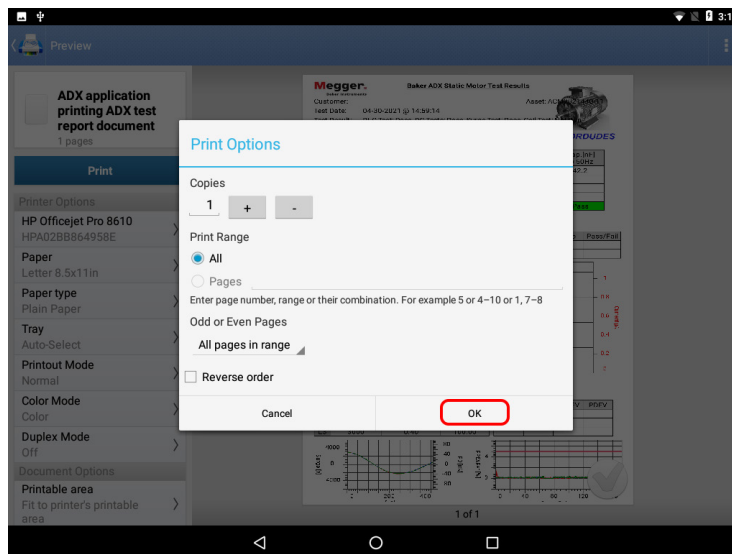 3:1
Preview
ADX application
printing ADX test
report document
1 pages
Print
Printer Options
HP Officejet Pro 8610
HPA02BB864958E
Paper
Letter 8.5x11in
Paper type
Plain Paper
Tray
Auto-Select
Printout Mode
Normal
Color Mode
Color
Duplex Mode
Off
Document Options
Printable area
Fit to printer's printable
area
Megger.
Baker ADX Static Motor Test Results
Customer:
Test Date: 04-30-2021 @ 14:59:14
Print Options
Copies
1 + -
Print Range
All
Pages
Enter page number, range or their combination. For example 5 or 4–10 or 1, 7–8
Odd or Even Pages
All pages in range
Reverse order
Cancel
OK
42.2
Pass
Pass/Fail
PDEV
1 of 1